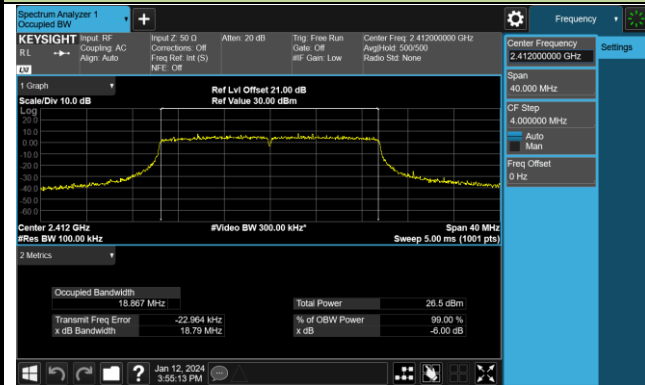 Spectrum Analyzer 1
Occupied BW
+
Frequency
KEYSIGHT
RL
LXI
Input: RF
Coupling: AC
Align: Auto
Input Z: 50 Ω
Corrections: Off
Freq Ref: Int (S)
NFE: Off
Atten: 20 dB
Trig: Free Run
Gate: Off
#IF Gain: Low
Center Freq: 2.412000000 GHz
Avg|Hold: 500/500
Radio Std: None
Center Frequency
2.412000000 GHz
Settings
Span
40.000 MHz
CF Step
4.000000 MHz
Auto
Man
Freq Offset
0 Hz
1 Graph
Scale/Div 10.0 dB
Ref Lvl Offset 21.00 dB
Ref Value 30.00 dBm
Log
20.0
10.0
0.00
-10.0
-20.0
-30.0
-40.0
-50.0
-60.0
Center 2.412 GHz
#Video BW 300.00 kHz*
Span 40 MHz
#Res BW 100.00 kHz
Sweep 5.00 ms (1001 pts)
2 Metrics
Occupied Bandwidth
18.867 MHz
Total Power
26.5 dBm
Transmit Freq Error
-22.964 kHz
% of OBW Power
99.00 %
x dB Bandwidth
18.79 MHz
x dB
-6.00 dB
?
Jan 12, 2024
3:55:13 PM